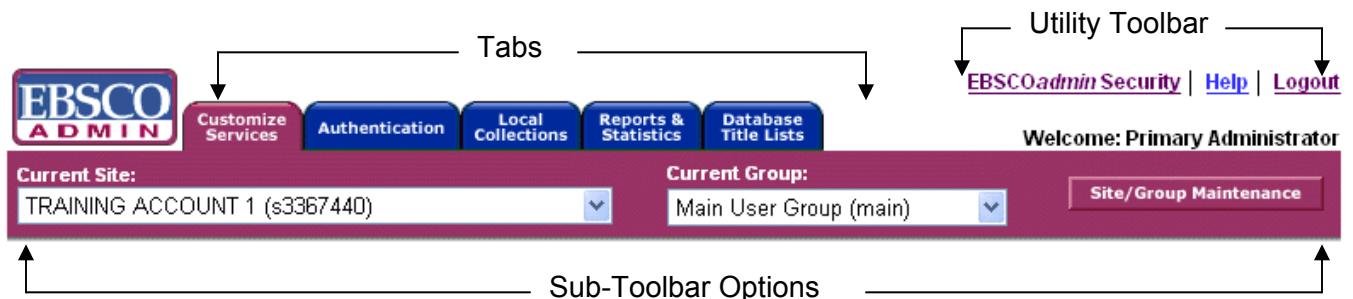 Utility Toolbar
Tabs
EBSCOadmin Security | Help | Logout
EBSCO
ADMIN
Customize
Services
Authentication
Local
Collections
Reports &
Statistics
Database
Title Lists
Welcome: Primary Administrator
Current Site:
Current Group:
TRAINING ACCOUNT 1 (s3367440)
Main User Group (main)
Site/Group Maintenance
Sub-Toolbar Options